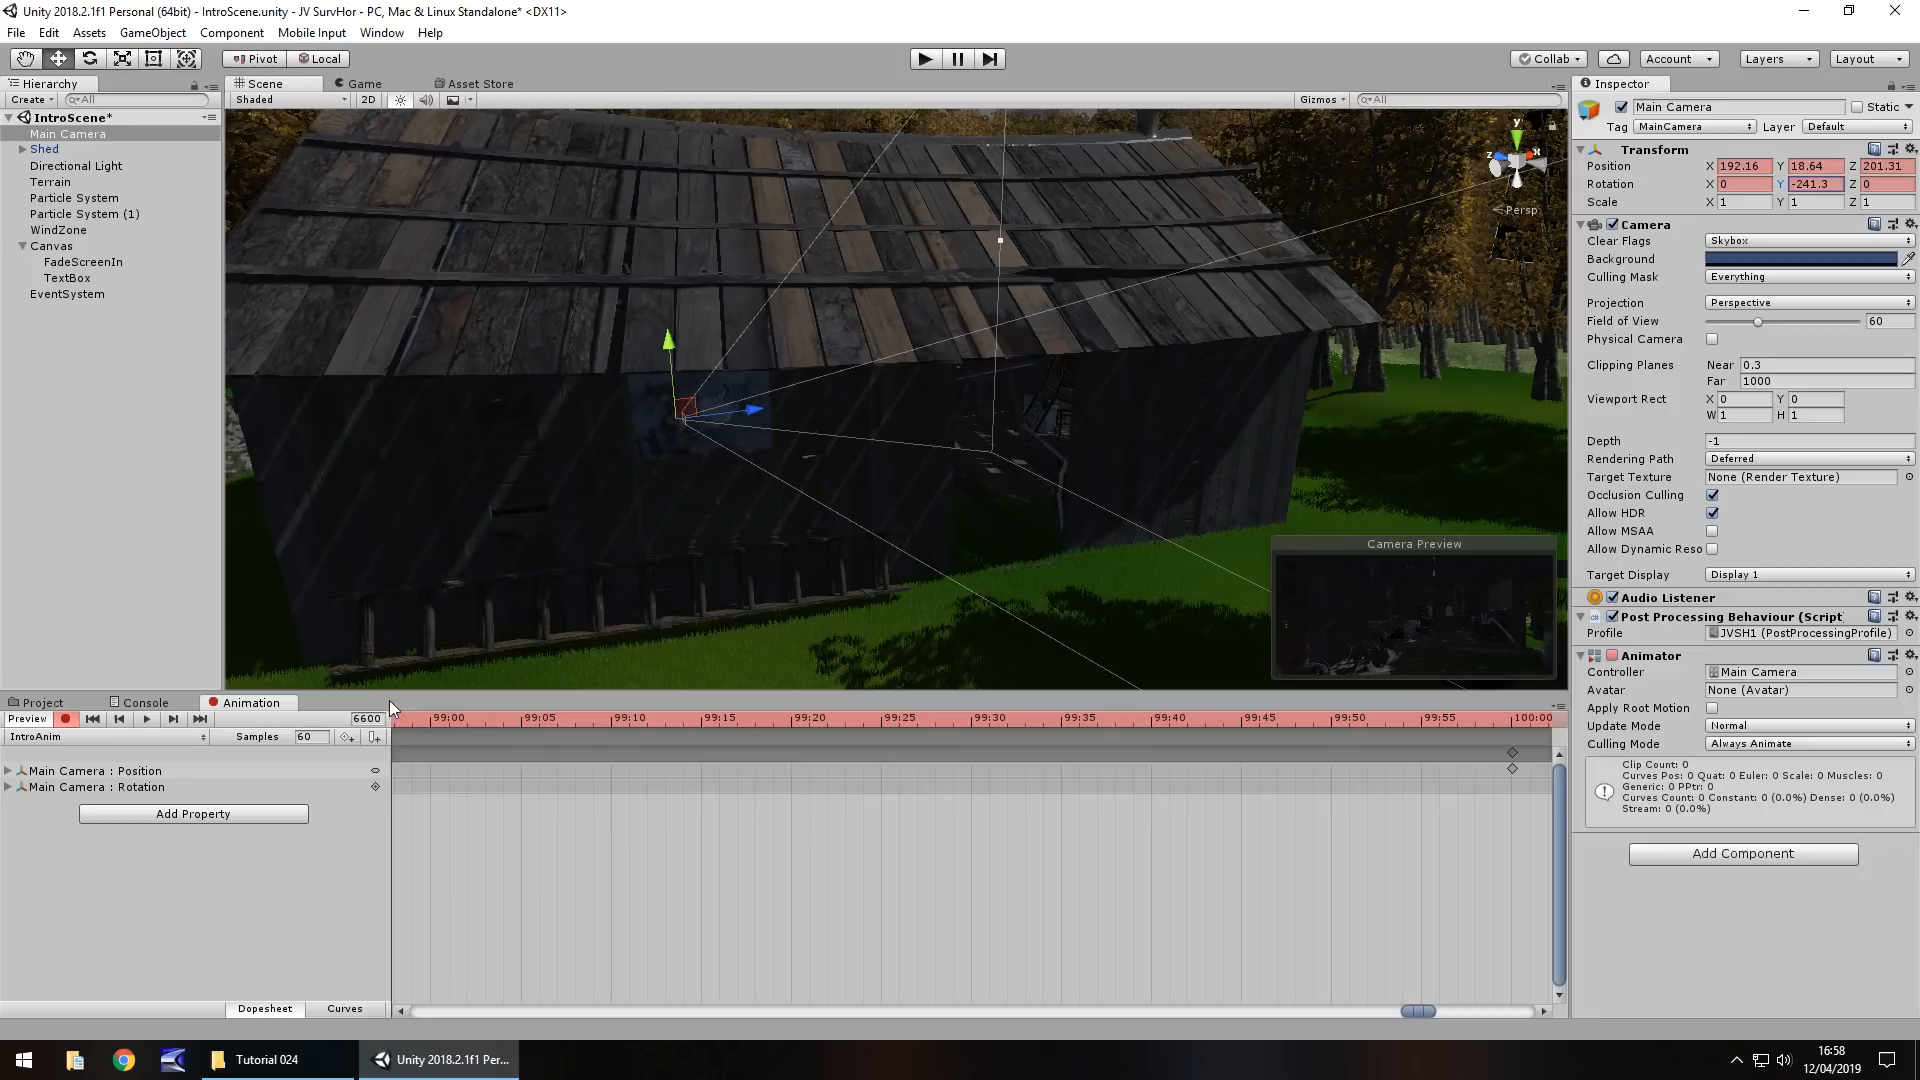 Unity 2018.2.1f1 Personal (64bit) - IntroScene.unity - JV SurvHor - PC, Mac & Linux Standalone* <DX11>
File Edit Assets GameObject Component Mobile Input Window Help
Pivot Local Collab Account Layers Layout
Hierarchy Scene Game Asset Store Inspector
Create All Shaded 2D Gizmos All
IntroScene*
Main Camera
Shed
Directional Light
Terrain
Particle System
Particle System (1)
WindZone
Canvas
FadeScreenIn
TextBox
EventSystem
y
x
z
Persp
Camera Preview
Main Camera Static
Tag MainCamera Layer Default
Transform
Position X 192.16 Y 18.64 Z 201.31
Rotation X 0 Y -241.3 Z 0
Scale X 1 Y 1 Z 1
Camera
Clear Flags Skybox
Background
Culling Mask Everything
Projection Perspective
Field of View 60
Physical Camera
Clipping Planes Near 0.3
Far 1000
Viewport Rect X 0 Y 0
W 1 H 1
Depth -1
Rendering Path Deferred
Target Texture None (Render Texture)
Occlusion Culling
Allow HDR
Allow MSAA
Allow Dynamic Reso
Target Display Display 1
Audio Listener
Post Processing Behaviour (Script)
Profile JVSH1 (PostProcessingProfile)
Animator
Controller Main Camera
Avatar None (Avatar)
Apply Root Motion
Update Mode Normal
Culling Mode Always Animate
Clip Count: 0
Curves Pos: 0 Quat: 0 Euler: 0 Scale: 0 Muscles: 0
Generic: 0 PPtr: 0
Curves Count: 0 Constant: 0 (0.0%) Dense: 0 (0.0%)
Stream: 0 (0.0%)
Add Component
Project Console Animation
Preview 6600 99:00 99:05 99:10 99:15 99:20 99:25 99:30 99:35 99:40 99:45 99:50 99:55 100:00
IntroAnim Samples 60
Main Camera : Position
Main Camera : Rotation
Add Property
Dopesheet Curves
Tutorial 024 Unity 2018.2.1f1 Per...
16:58
12/04/2019